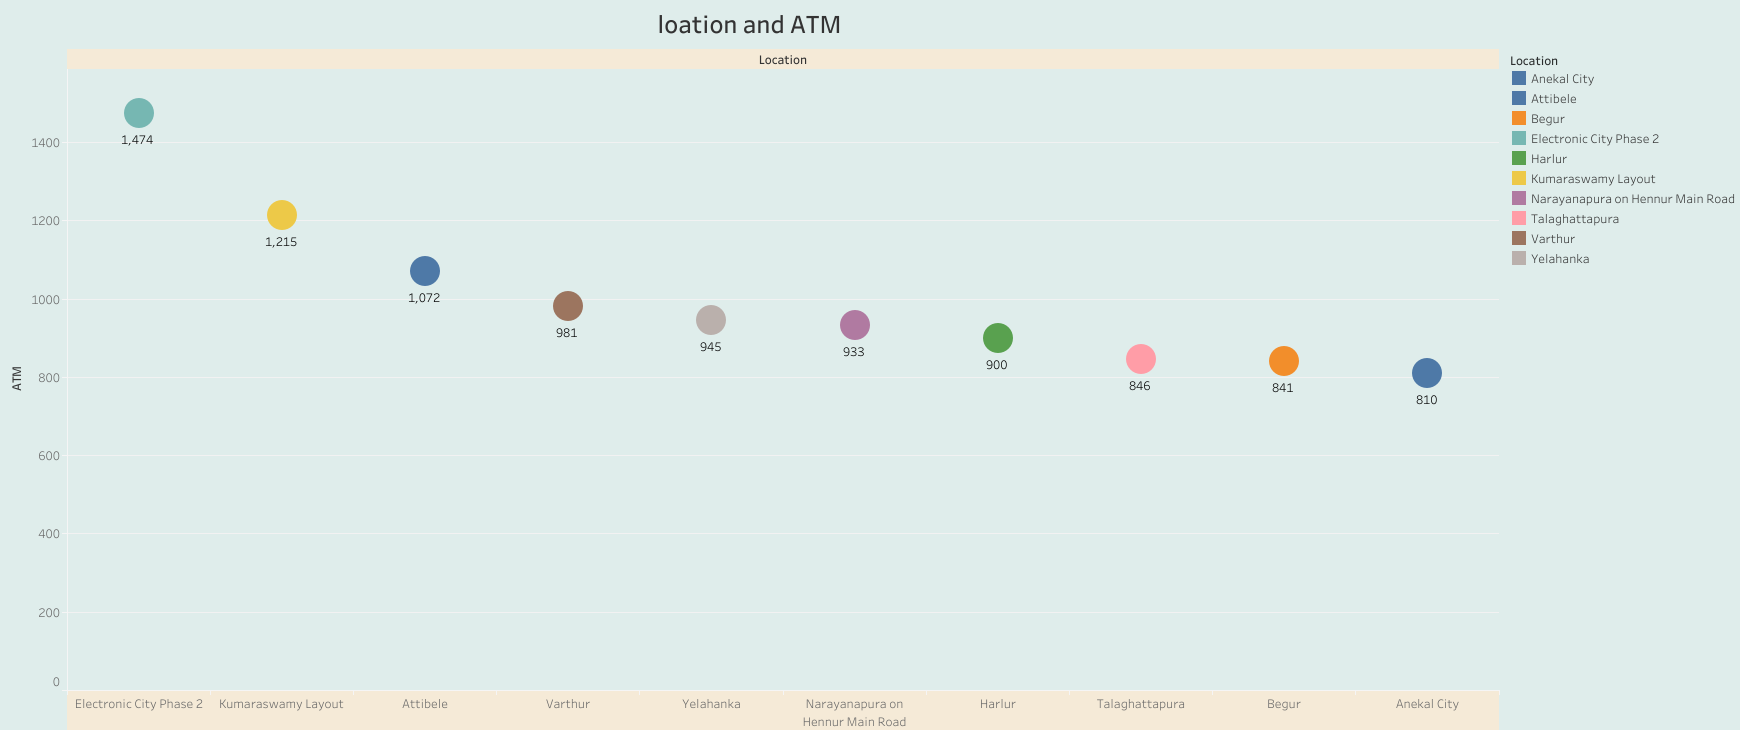 loation and ATM
Location
1400
1200
1000
800
600
400
200
0
ATM
1,474
1,215
1,072
981
945
933
900
846
841
810
Electronic City Phase 2
Kumaraswamy Layout
Attibele
Varthur
Yelahanka
Narayanapura on
Hennur Main Road
Harlur
Talaghattapura
Begur
Anekal City
Location
Anekal City
Attibele
Begur
Electronic City Phase 2
Harlur
Kumaraswamy Layout
Narayanapura on Hennur Main Road
Talaghattapura
Varthur
Yelahanka